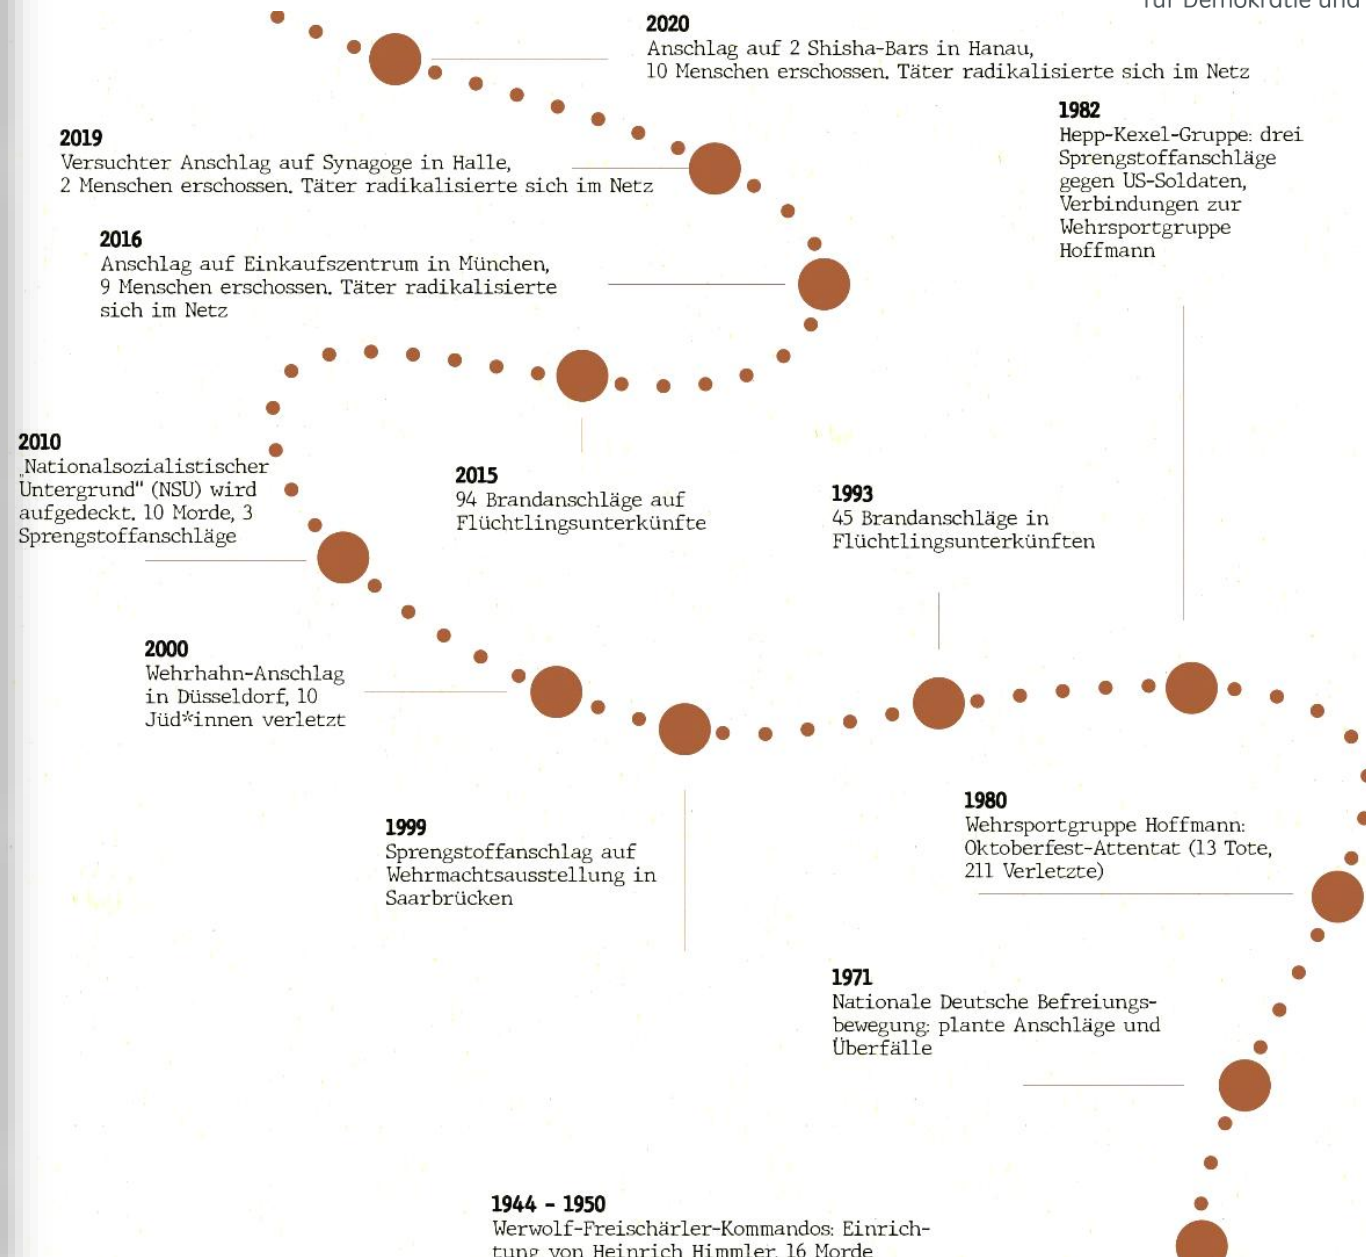 für Demokratie und
2020
Anschlag auf 2 Shisha-Bars in Hanau,
10 Menschen erschossen. Täter radikalisierte sich im Netz
1982
Hepp-Kexel-Gruppe: drei
Sprengstoffanschläge
gegen US-Soldaten,
Verbindungen zur
Wehrsportgruppe
Hoffmann
2019
Versuchter Anschlag auf Synagoge in Halle,
2 Menschen erschossen. Täter radikalisierte sich im Netz
2016
Anschlag auf Einkaufszentrum in München,
9 Menschen erschossen. Täter radikalisierte
sich im Netz
2010
„Nationalsozialistischer
Untergrund" (NSU) wird
aufgedeckt. 10 Morde, 3
Sprengstoffanschläge
2015
94 Brandanschläge auf
Flüchtlingsunterkünfte
1993
45 Brandanschläge in
Flüchtlingsunterkünften
2000
Wehrhahn-Anschlag
in Düsseldorf, 10
Jüd*innen verletzt
1999
Sprengstoffanschlag auf
Wehrmachtsausstellung in
Saarbrücken
1980
Wehrsportgruppe Hoffmann:
Oktoberfest-Attentat (13 Tote,
211 Verletzte)
1971
Nationale Deutsche Befreiungs-
bewegung: plante Anschläge und
Überfälle
1944 - 1950
Werwolf-Freischärler-Kommandos: Einrich-
tung von Heinrich Himmler. 16 Morde